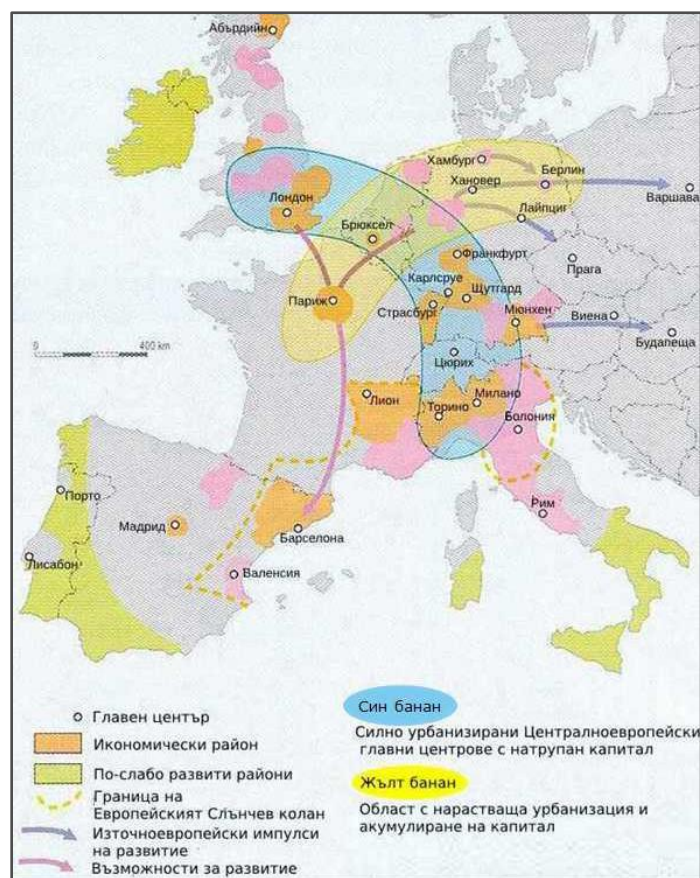 Абърдийн
Лондон
Хамбург
Берлин
Хановер
Варшава
Лайпциг
Брюксел
Франкфурт
Прага
Карлсруе
Щутгард
Париж
Страсбург
Мюнхен
Виена
Будапеща
0 400 км
Цюрих
Лион
Милано
Торино
Болония
Порто
Рим
Мадрид
Барселона
Лисабон
Валенсия
Главен център
Икономически район
По-слабо развити райони
Граница на
Европейският Слънчев колан
Източноевропейски импулси
на развитие
Възможности за развитие
Син банан
Силно урбанизирани Централноевропейски
главни центрове с натрупан капитал
Жълт банан
Област с нарастваща урбанизация и
акумулиране на капитал